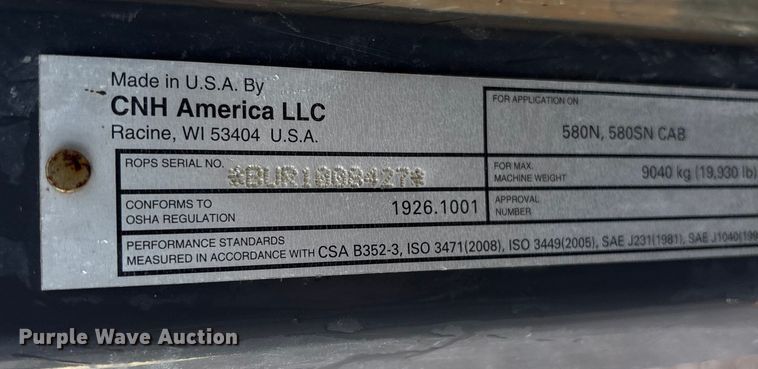 Made in U.S.A. By
CNH America LLC
Racine, WI 53404 U.S.A.
ROPS SERIAL NO. *BUR1008427*
CONFORMS TO
OSHA REGULATION 1926.1001
PERFORMANCE STANDARDS
MEASURED IN ACCORDANCE WITH CSA B352-3, ISO 3471(2008), ISO 3449(2005), SAE J231(1981), SAE J1040(199
FOR APPLICATION ON
580N, 580SN CAB
FOR MAX.
MACHINE WEIGHT 9040 kg (19,930 lb)
APPROVAL
NUMBER
Purple Wave Auction